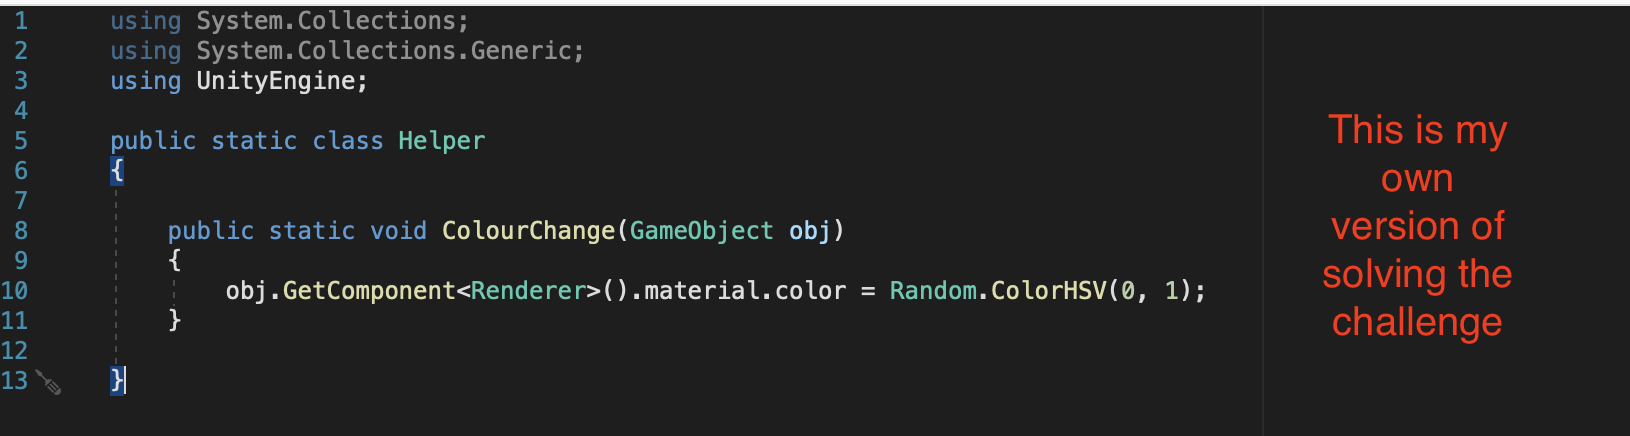 1 using System.Collections;
2 using System.Collections.Generic;
3 using UnityEngine;
4
5 public static class Helper
6 {
7
8 public static void ColourChange(GameObject obj)
9 {
10 obj.GetComponent<Renderer>().material.color = Random.ColorHSV(0, 1);
11 }
12
13 }
This is my
own
version of
solving the
challenge